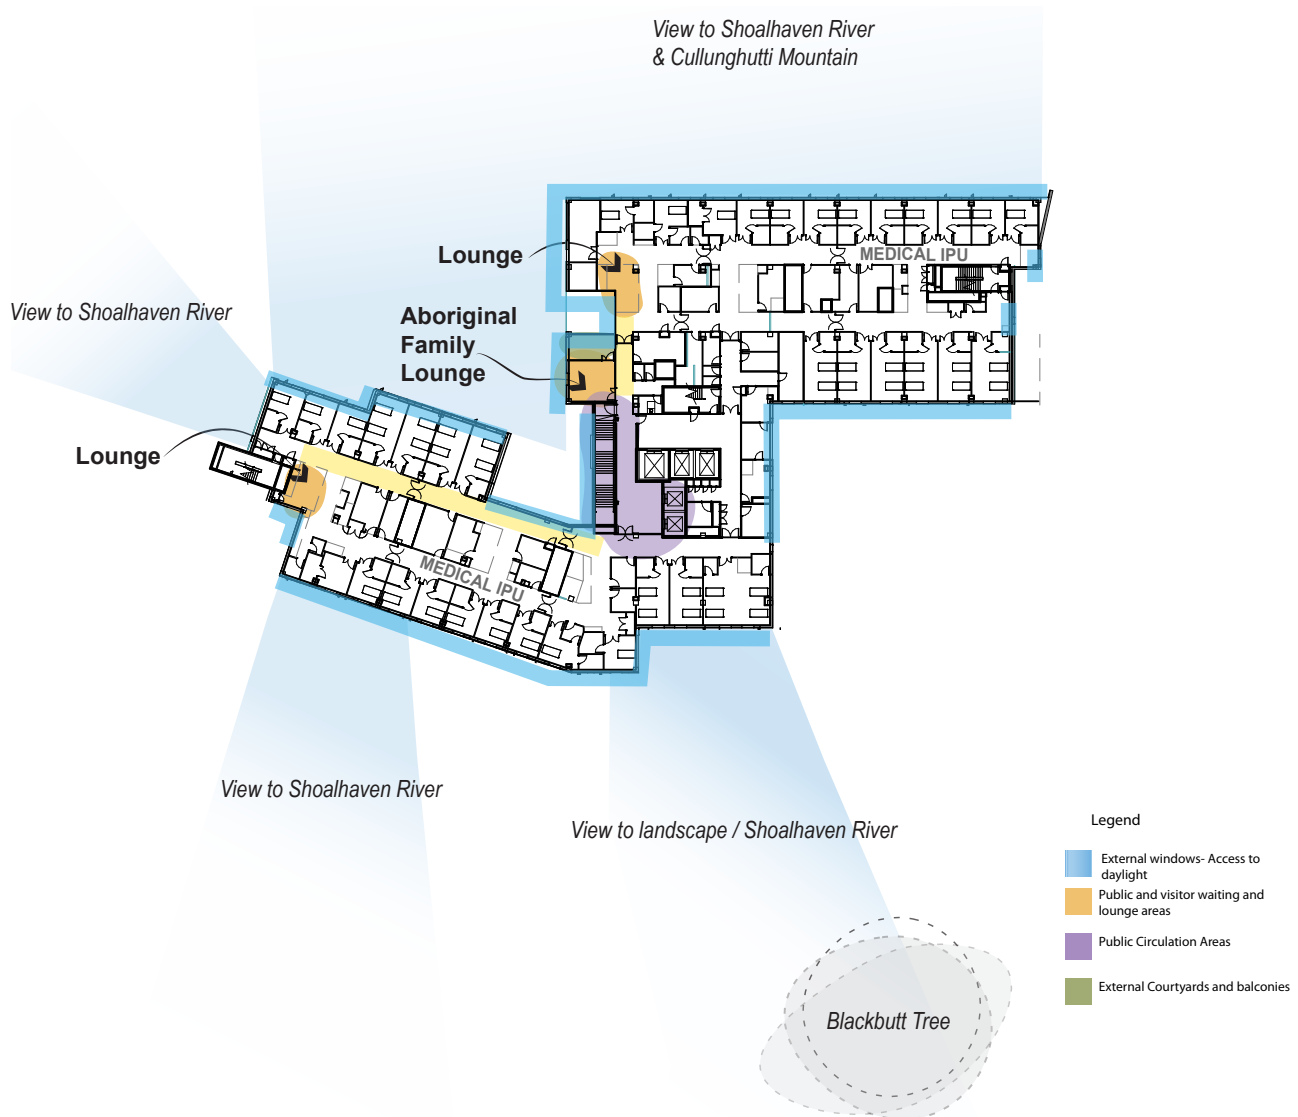 View to Shoalhaven River
& Cullunghutti Mountain
Lounge
MEDICAL IPU
View to Shoalhaven River
Aboriginal
Family
Lounge
Lounge
MEDICAL IPU
View to Shoalhaven River
View to landscape / Shoalhaven River
Legend
External windows- Access to
daylight
Public and visitor waiting and
lounge areas
Public Circulation Areas
External Courtyards and balconies
Blackbutt Tree